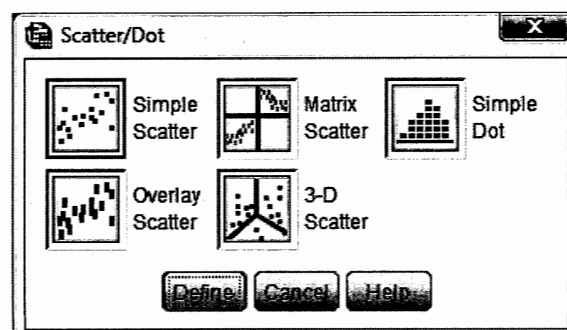 Scatter/Dot
X
Simple
Scatter
Matrix
Scatter
Simple
Dot
Overlay
Scatter
3-D
Scatter
Define
Cancel
Help